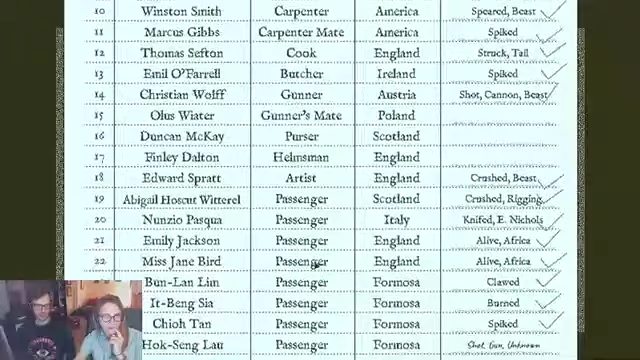 10 Winston Smith Carpenter America Speared, Beast
11 Marcus Gibbs Carpenter Mate America Spiked
12 Thomas Sefton Cook England Struck, Tail
13 Emil O'Farrell Butcher Ireland Spiked
14 Christian Wolff Gunner Austria Shot, Cannon, Beast
15 Olus Wiater Gunner's Mate Poland
16 Duncan McKay Purser Scotland
17 Finley Dalton Helmsman England
18 Edward Spratt Artist England Crushed, Beast
19 Abigail Hoscut Witterel Passenger Scotland Crushed, Rigging
20 Nunzio Pasqua Passenger Italy Knifed, E. Nichols
21 Emily Jackson Passenger England Alive, Africa
22 Miss Jane Bird Passenger England Alive, Africa
Bun-Lan Lim Passenger Formosa Clawed
It-Beng Sia Passenger Formosa Burned
Chioh Tan Passenger Formosa Spiked
Hok-Seng Lau Passenger Formosa Shot, Gun, Unknown